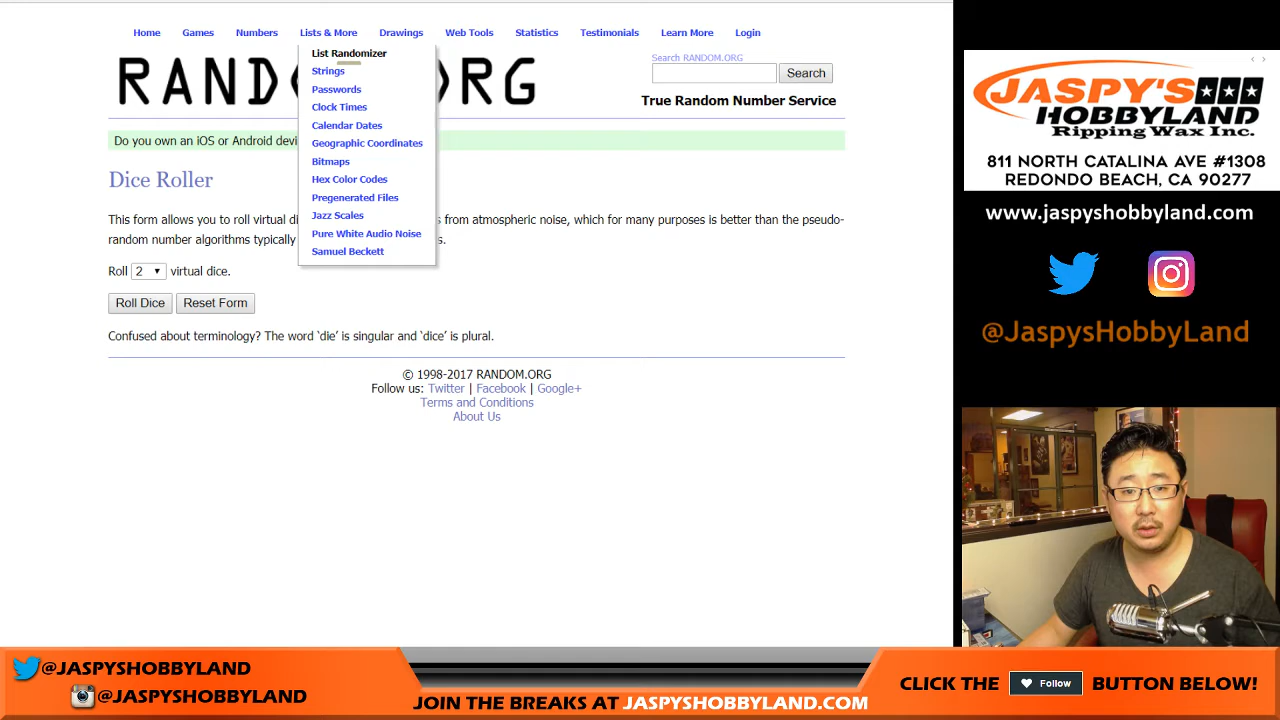 Home Games Numbers Lists & More Drawings Web Tools Statistics Testimonials Learn More Login
List Randomizer
Strings
Passwords
Clock Times
Calendar Dates
Geographic Coordinates
Bitmaps
Hex Color Codes
Pregenerated Files
Jazz Scales
Pure White Audio Noise
Samuel Beckett
RAND ORG
Search RANDOM.ORG
Search
True Random Number Service
Do you own an iOS or Android devi
Dice Roller
This form allows you to roll virtual di s from atmospheric noise, which for many purposes is better than the pseudo-
random number algorithms typically s.
Roll 2 virtual dice.
Roll Dice Reset Form
Confused about terminology? The word ‘die’ is singular and ‘dice’ is plural.
© 1998-2017 RANDOM.ORG
Follow us: Twitter | Facebook | Google+
Terms and Conditions
About Us
JASPY'S
HOBBYLAND
Ripping Wax Inc.
811 NORTH CATALINA AVE #1308
REDONDO BEACH, CA 90277
www.jaspyshobbyland.com
@JaspysHobbyLand
@JASPYSHOBBYLAND
@JASPYSHOBBYLAND
JOIN THE BREAKS AT JASPYSHOBBYLAND.COM
CLICK THE Follow BUTTON BELOW!